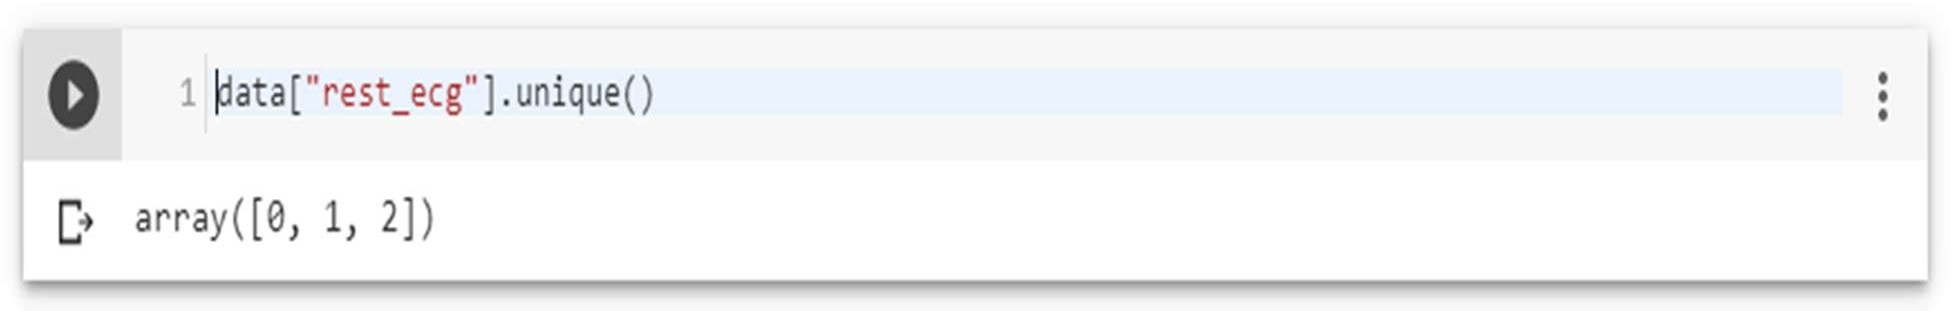 1 data["rest_ecg"].unique()
array([0, 1, 2])